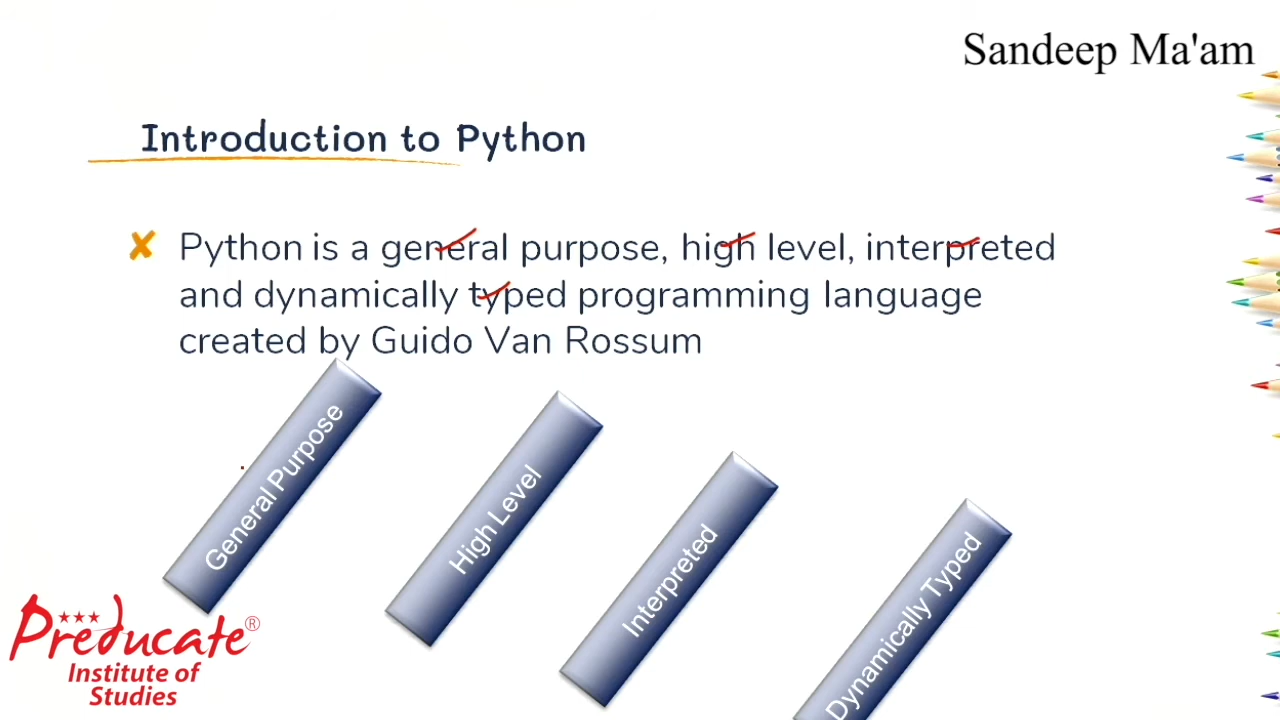 Sandeep Ma'am
Introduction to Python
Python is a general purpose, high level, interpreted
and dynamically typed programming language
created by Guido Van Rossum
General Purpose
High Level
Interpreted
Dynamically Typed
Preducate®
Institute of
Studies